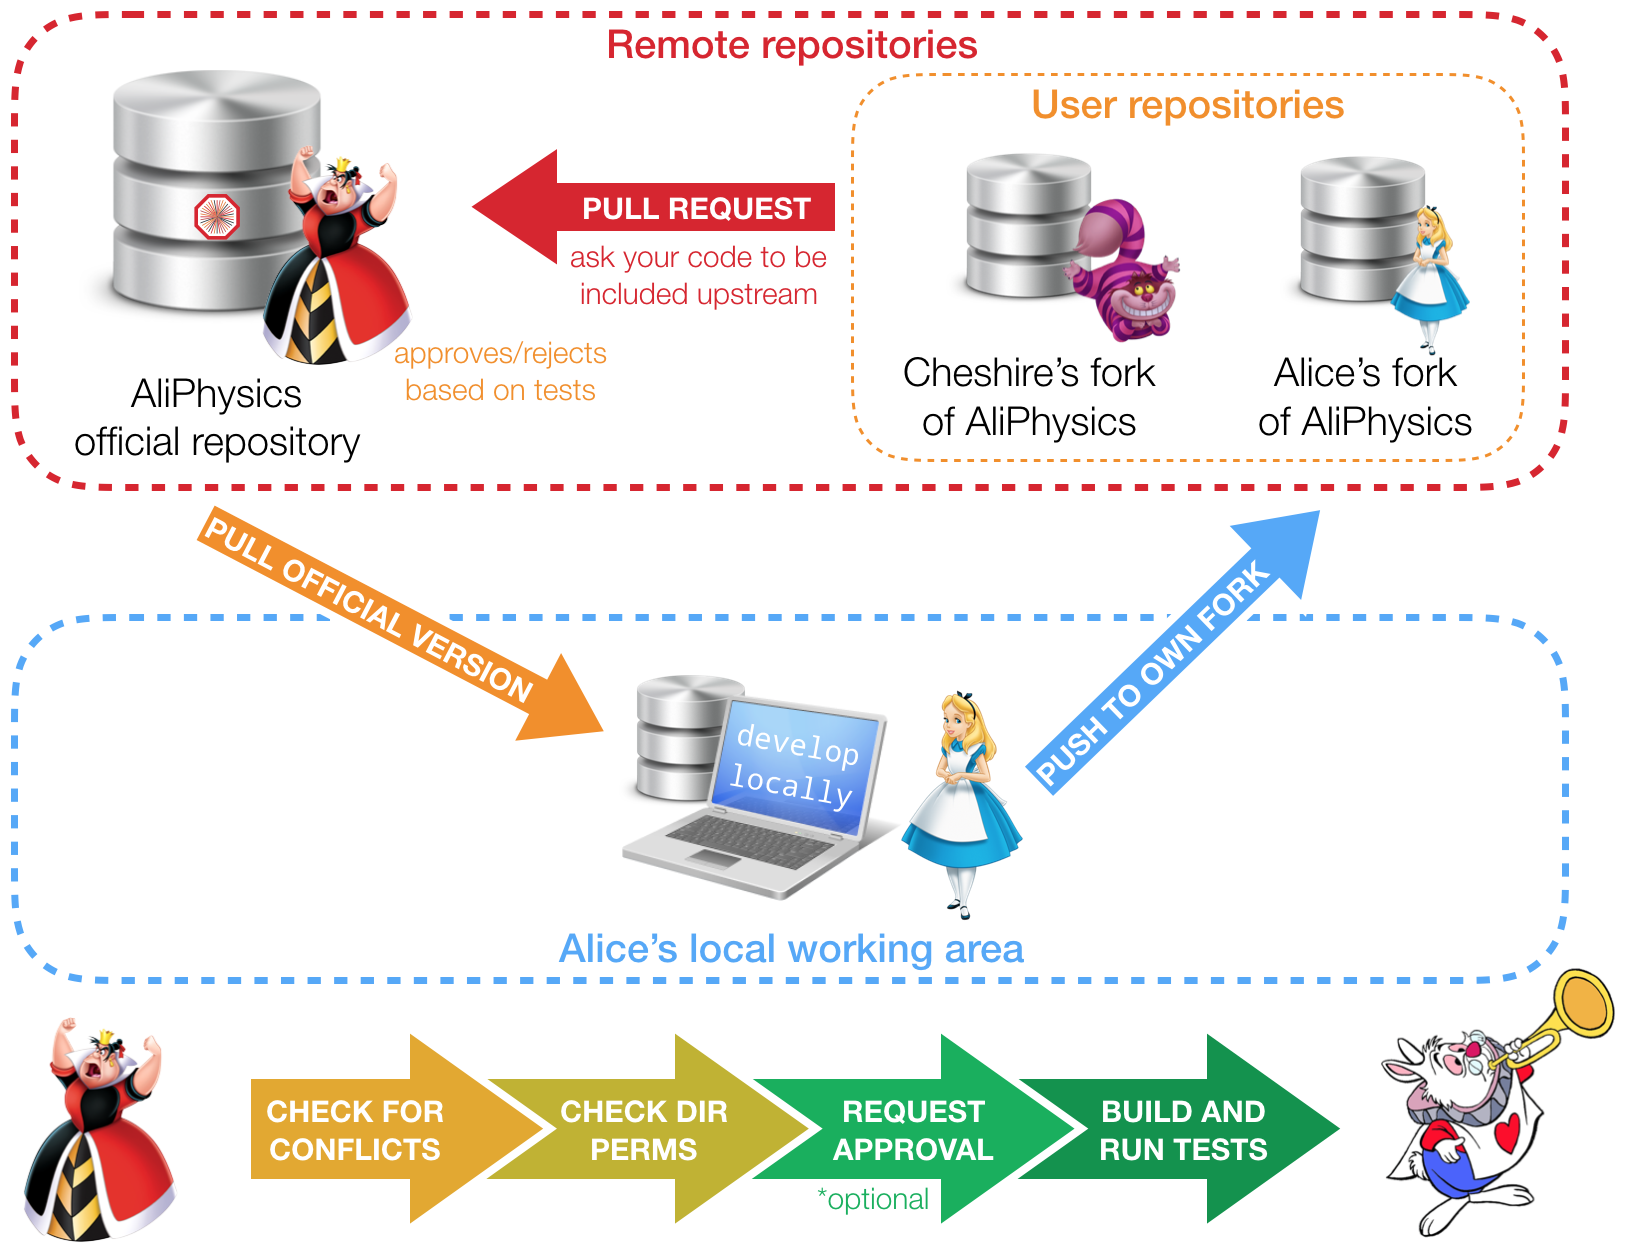 Remote repositories
User repositories
PULL REQUEST
ask your code to be
included upstream
approves/rejects
based on tests
AliPhysics
official repository
Cheshire’s fork
of AliPhysics
Alice’s fork
of AliPhysics
PULL OFFICIAL VERSION
PUSH TO OWN FORK
develop
locally
Alice’s local working area
CHECK FOR
CONFLICTS
CHECK DIR
PERMS
REQUEST
APPROVAL
*optional
BUILD AND
RUN TESTS